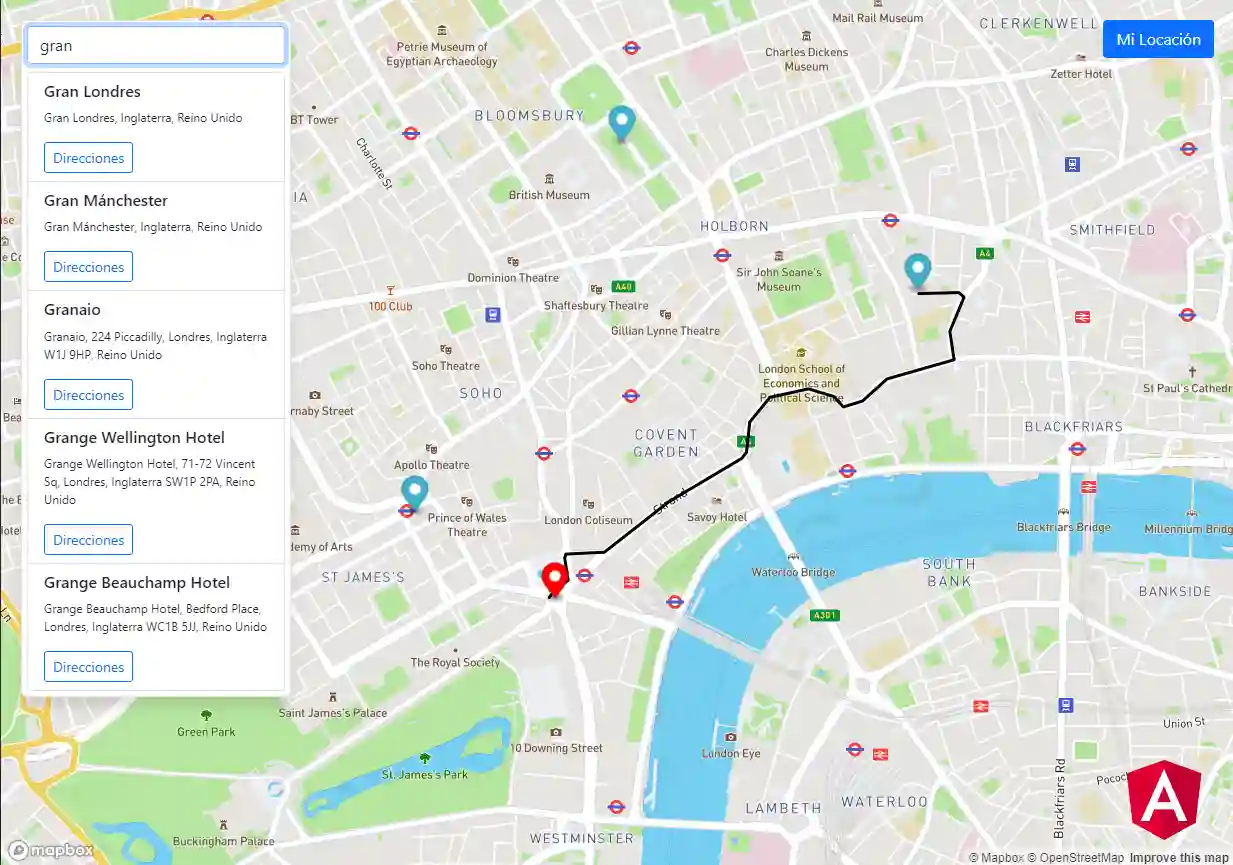 gran
Gran Londres
Gran Londres, Inglaterra, Reino Unido
Direcciones
Gran Mánchester
Gran Mánchester, Inglaterra, Reino Unido
Direcciones
Granaio
Granaio, 224 Piccadilly, Londres, Inglaterra
W1J 9HP, Reino Unido
Direcciones
Grange Wellington Hotel
Grange Wellington Hotel, 71-72 Vincent
Sq, Londres, Inglaterra SW1P 2PA, Reino
Unido
Direcciones
Grange Beauchamp Hotel
Grange Beauchamp Hotel, Bedford Place,
Londres, Inglaterra WC1B 5JJ, Reino Unido
Direcciones
Mi Locación
Mail Rail Museum
CLERKENWELL
Petrie Museum of
Egyptian Archaeology
Charles Dickens
Museum
Zetter Hotel
BT Tower
BLOOMSBURY
Charlotte St
British Museum
HOLBORN
SMITHFIELD
A4
Dominion Theatre
Sir John Soane's
Museum
A40
100 Club
Shaftesbury Theatre
Gillian Lynne Theatre
Soho Theatre
London School of
Economics and
Political Science
SOHO
St Paul's Cathedr
rnaby Street
COVENT
GARDEN
BLACKFRIARS
Apollo Theatre
Strand
Prince of Wales
Theatre
London Coliseum
Savoy Hotel
Blackfriars Bridge
Millennium Bridg
demy of Arts
ST JAMES'S
Waterloo Bridge
SOUTH
BANK
BANKSIDE
A301
The Royal Society
Saint James's Palace
Green Park
10 Downing Street
London Eye
Union St
St. James's Park
Blackfriars Rd
Pococ
LAMBETH
WATERLOO
Buckingham Palace
WESTMINSTER
mapbox
A
© Mapbox © OpenStreetMap Improve this map